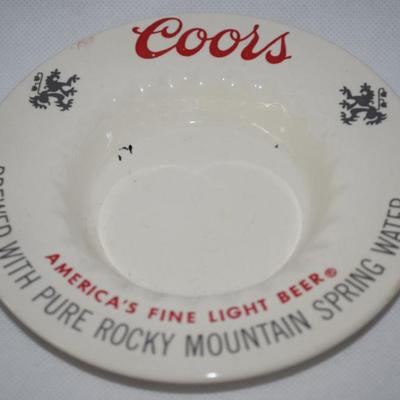 Coors
AMERICA'S FINE LIGHT BEER®
BREWED WITH PURE ROCKY MOUNTAIN SPRING WATER